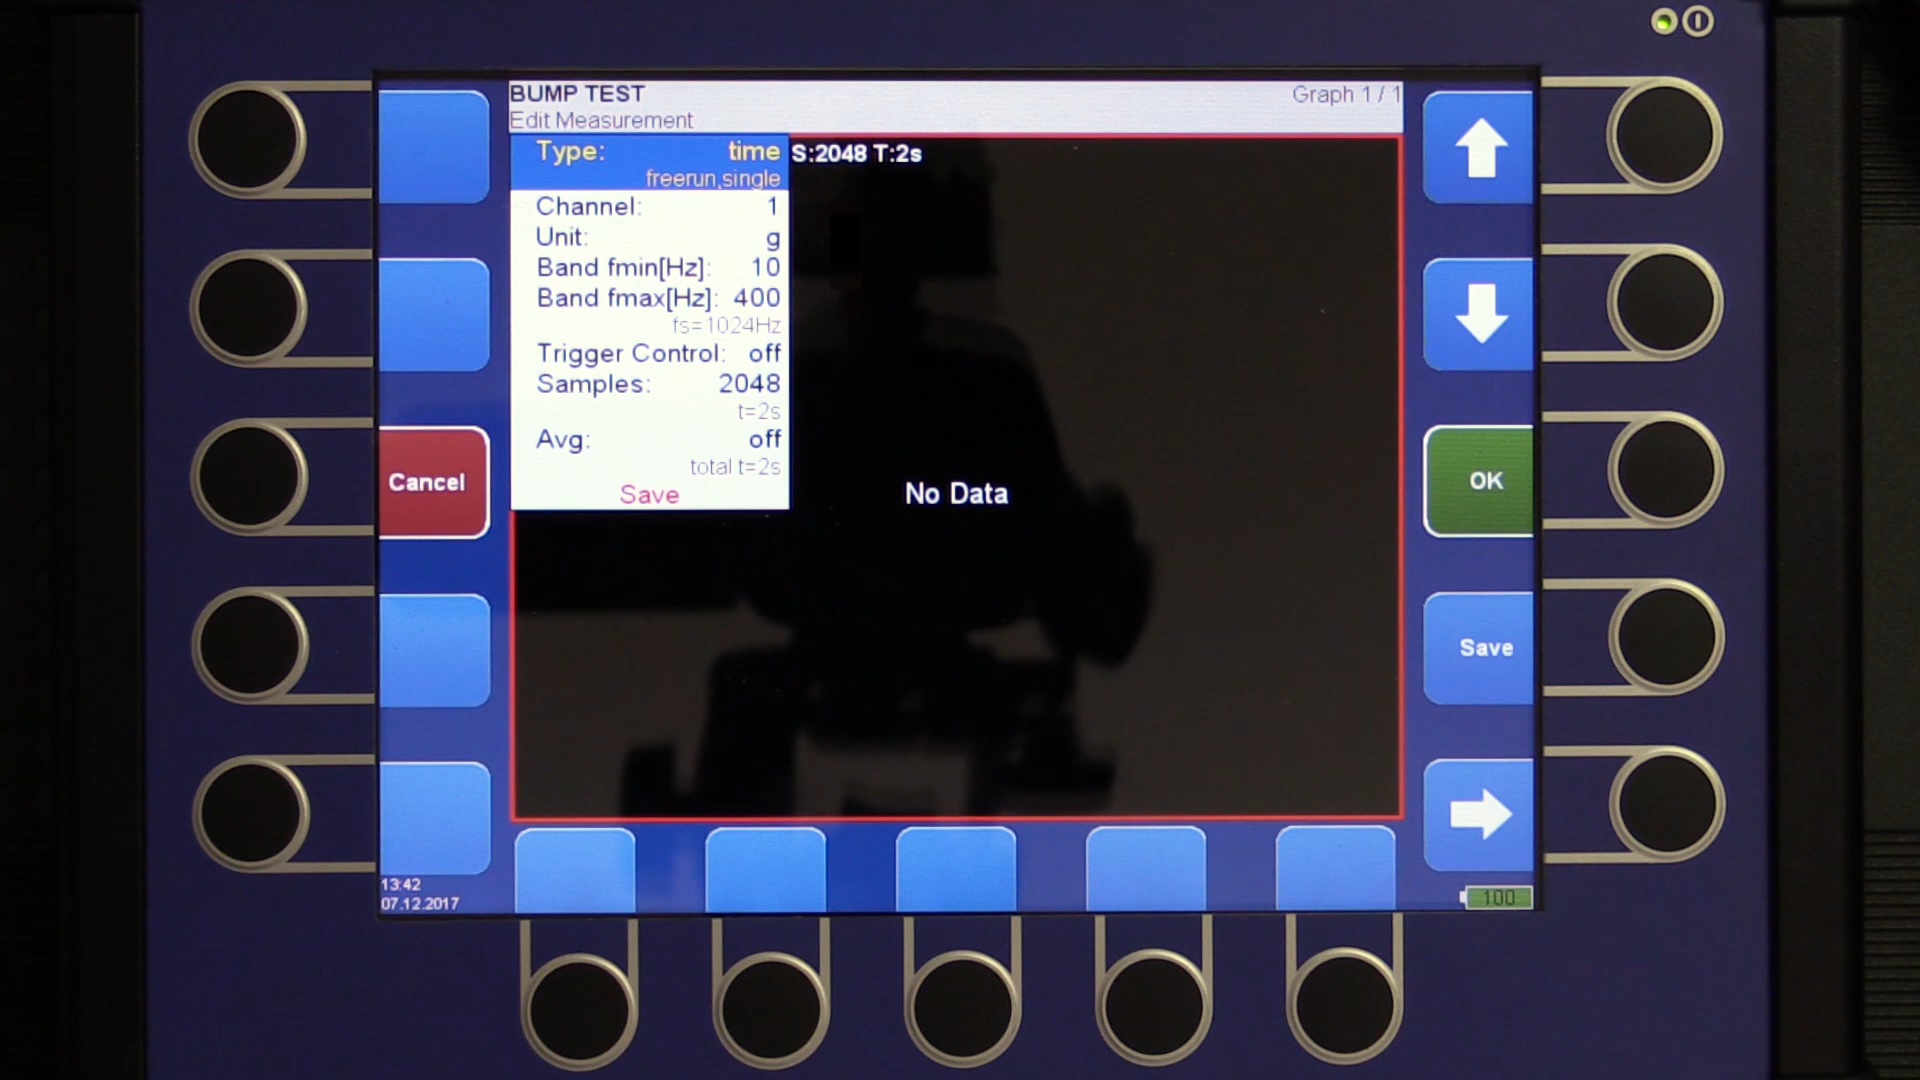 BUMP TEST
Graph 1 / 1
Edit Measurement
Type: time
freerun,single
S:2048 T:2s
Channel: 1
Unit: g
Band fmin[Hz]: 10
Band fmax[Hz]: 400
fs=1024Hz
Trigger Control: off
Samples: 2048
t=2s
Avg: off
total t=2s
Save
No Data
Cancel
OK
Save
13:42
07.12.2017
100